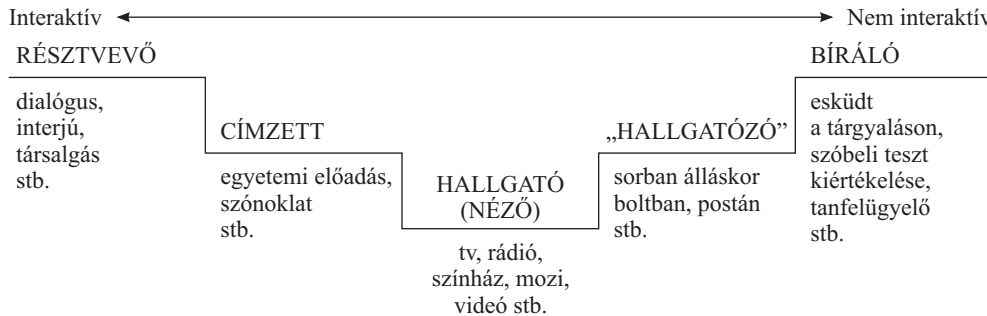 Interaktív
Nem interaktív
RÉSZTVEVŐ
dialógus,
interjú,
társalgás
stb.
CÍMZETT
egyetemi előadás,
szónoklat
stb.
HALLGATÓ
(NÉZŐ)
tv, rádió,
színház, mozi,
videó stb.
„HALLGATÓZÓ”
sorban álláskor
boltban, postán
stb.
BÍRÁLÓ
esküdt
a tárgyaláson,
szóbeli teszt
kiértékelése,
tanfelügyelő
stb.